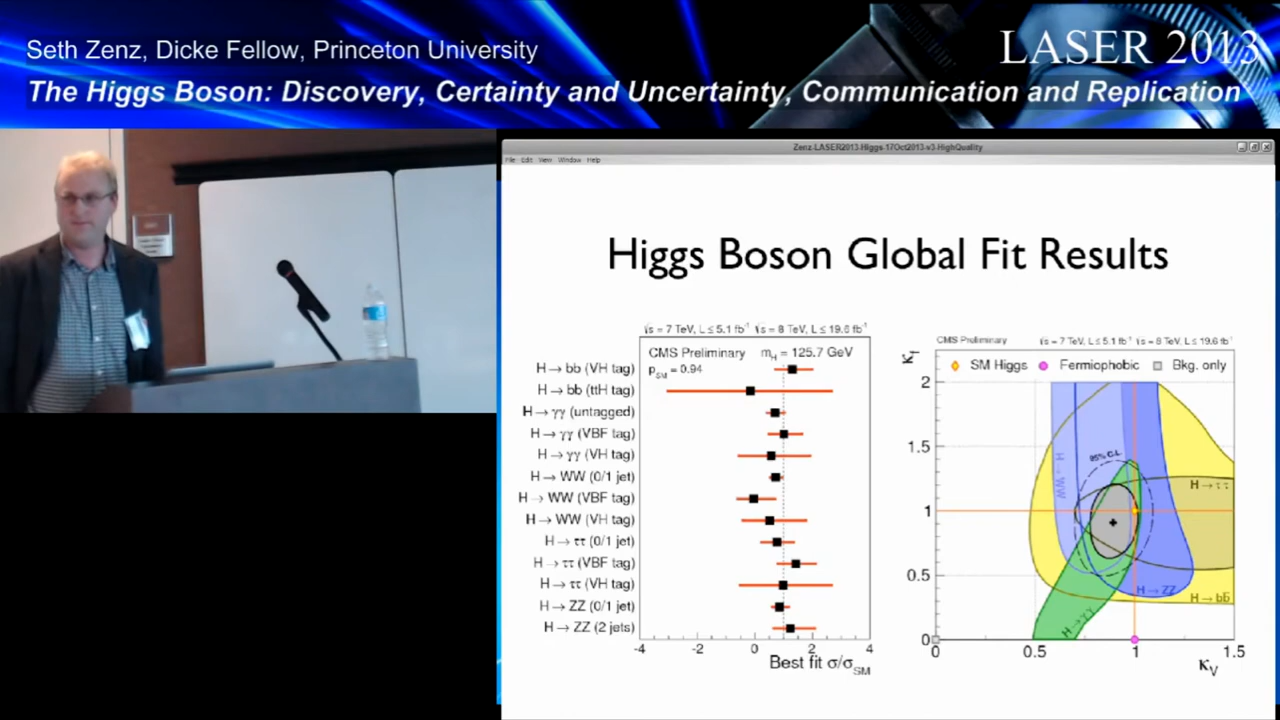 Seth Zenz, Dicke Fellow, Princeton University
LASER 2013
The Higgs Boson: Discovery, Certainty and Uncertainty, Communication and Replication
Zenz-LASER2013-Higgs-17Oct2013-v3-HighQuality
File Edit View Window Help
Higgs Boson Global Fit Results
√s = 7 TeV, L ≤ 5.1 fb⁻¹ √s = 8 TeV, L ≤ 19.6 fb⁻¹
CMS Preliminary m_H = 125.7 GeV
p_SM = 0.94
H → bb (VH tag)
H → bb (ttH tag)
H → γγ (untagged)
H → γγ (VBF tag)
H → γγ (VH tag)
H → WW (0/1 jet)
H → WW (VBF tag)
H → WW (VH tag)
H → ττ (0/1 jet)
H → ττ (VBF tag)
H → ττ (VH tag)
H → ZZ (0/1 jet)
H → ZZ (2 jets)
-4 -2 0 2 4
Best fit σ/σ_SM
CMS Preliminary √s = 7 TeV, L ≤ 5.1 fb⁻¹ √s = 8 TeV, L ≤ 19.6 fb⁻¹
κ_f
SM Higgs Fermiophobic Bkg. only
2
1.5
95% C.L.
H → WW
H → ττ
1
0.5
H → ZZ
H → bb̄
H → γγ
0
0 0.5 1 1.5
κ_V